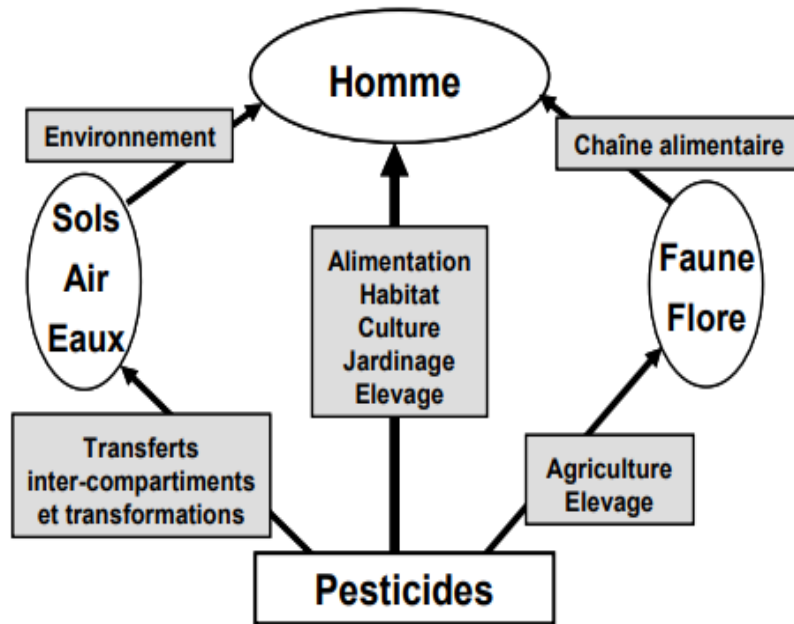 Homme
Environnement
Chaîne alimentaire
Sols
Air
Eaux
Alimentation
Habitat
Culture
Jardinage
Elevage
Faune
Flore
Transferts
inter-compartiments
et transformations
Agriculture
Elevage
Pesticides